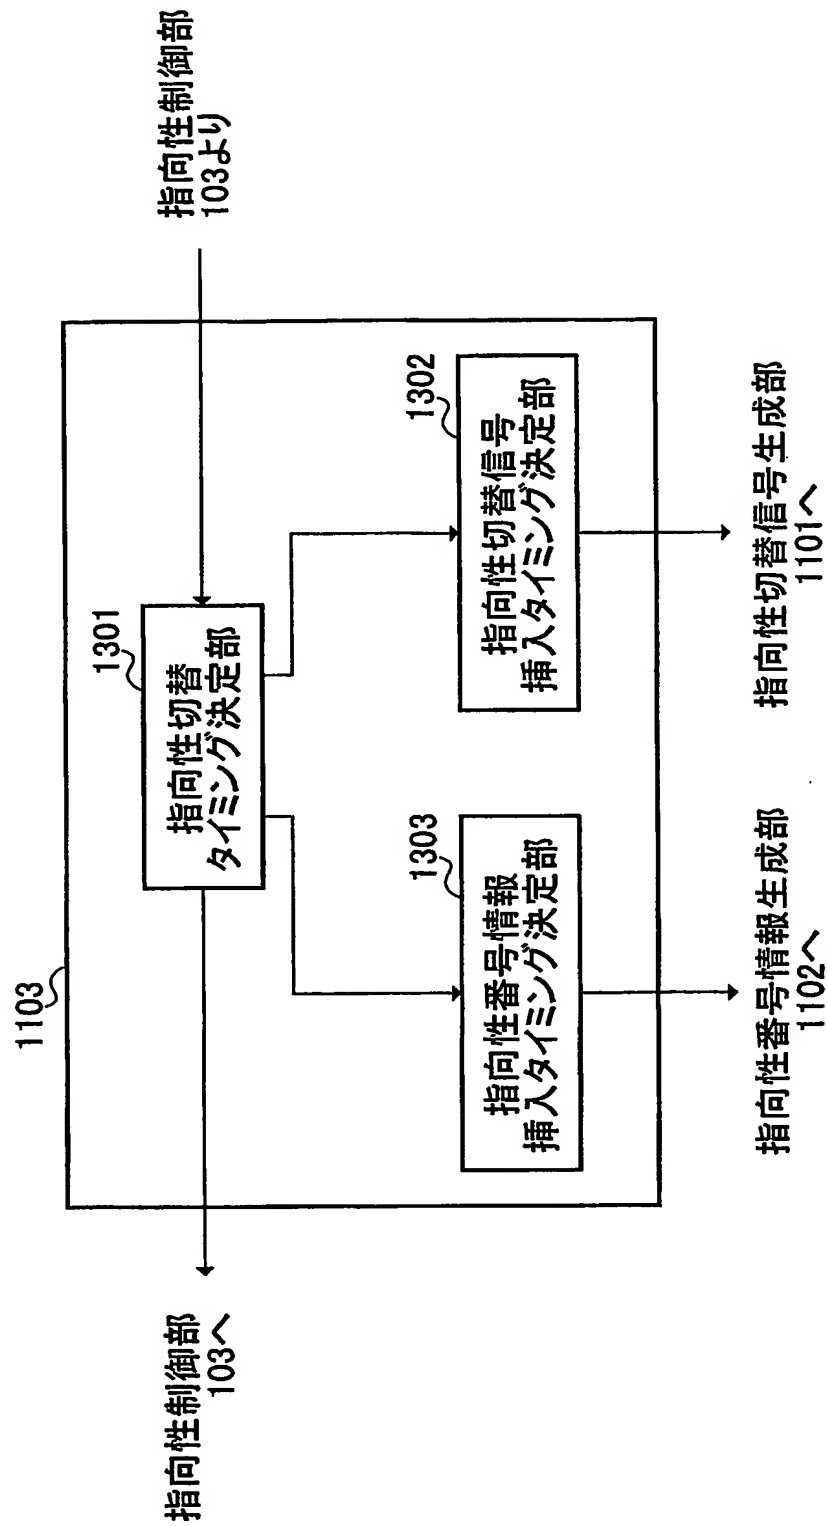 1103
指向性制御部
103より
1301
指向性切替
タイミング決定部
指向性制御部
103へ
1303
指向性番号情報
挿入タイミング決定部
1302
指向性切替信号
挿入タイミング決定部
指向性番号情報生成部
1102へ
指向性切替信号生成部
1101へ